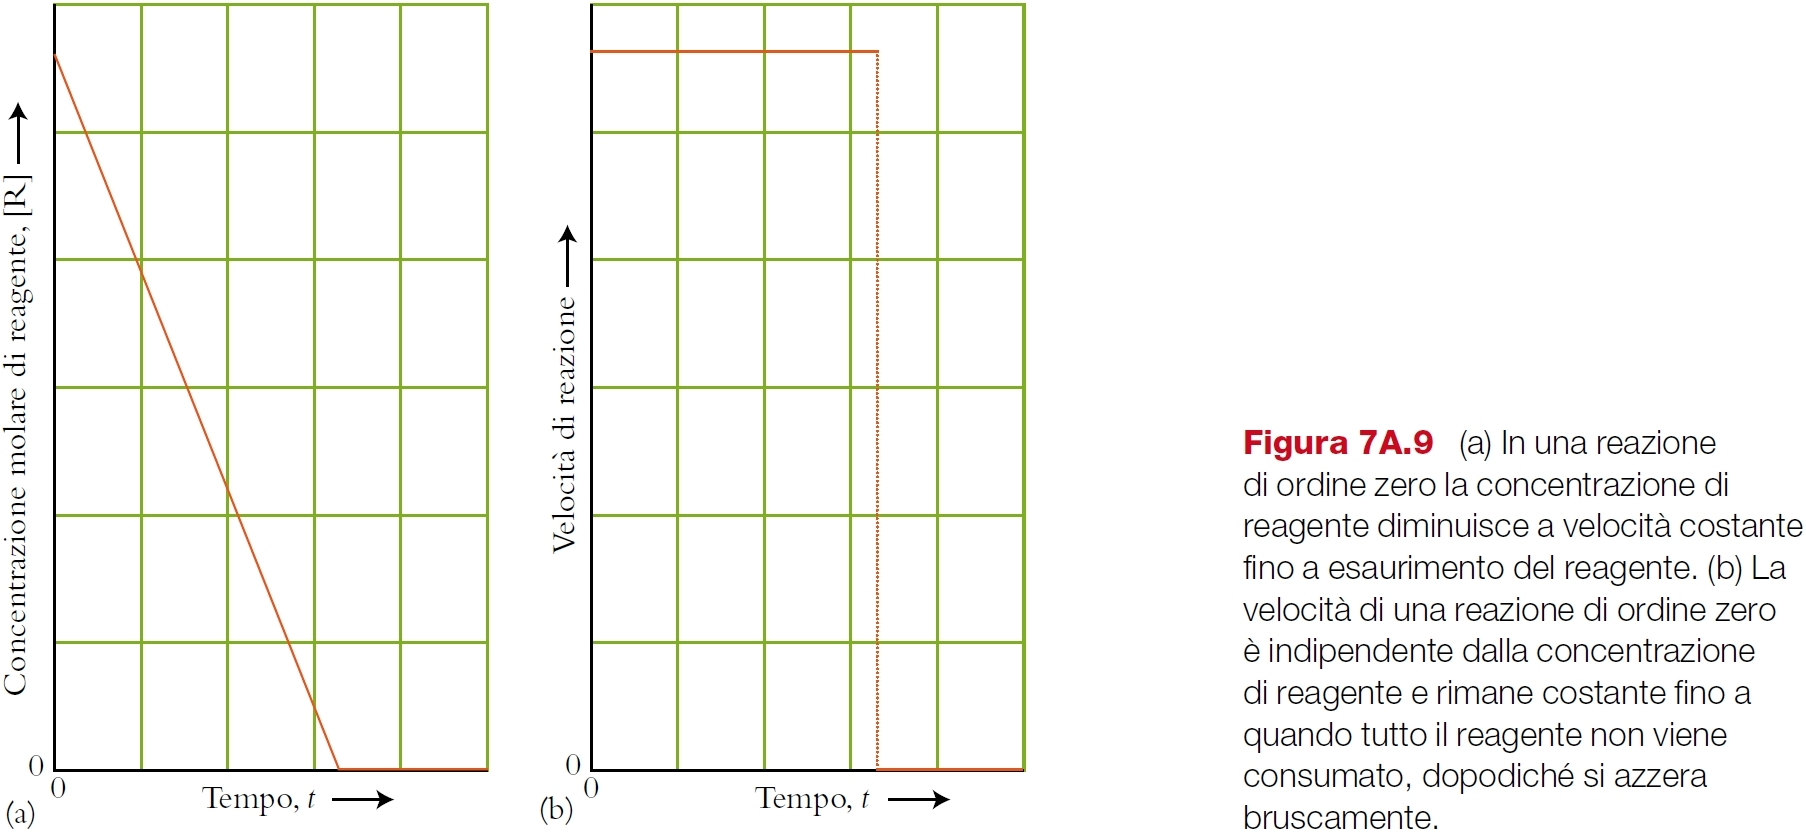 Concentrazione molare di reagente, [R]
0
0
Tempo, t
(a)
Velocità di reazione
0
0
Tempo, t
(b)
Figura 7A.9 (a) In una reazione
di ordine zero la concentrazione di
reagente diminuisce a velocità costante
fino a esaurimento del reagente. (b) La
velocità di una reazione di ordine zero
è indipendente dalla concentrazione
di reagente e rimane costante fino a
quando tutto il reagente non viene
consumato, dopodiché si azzera
bruscamente.